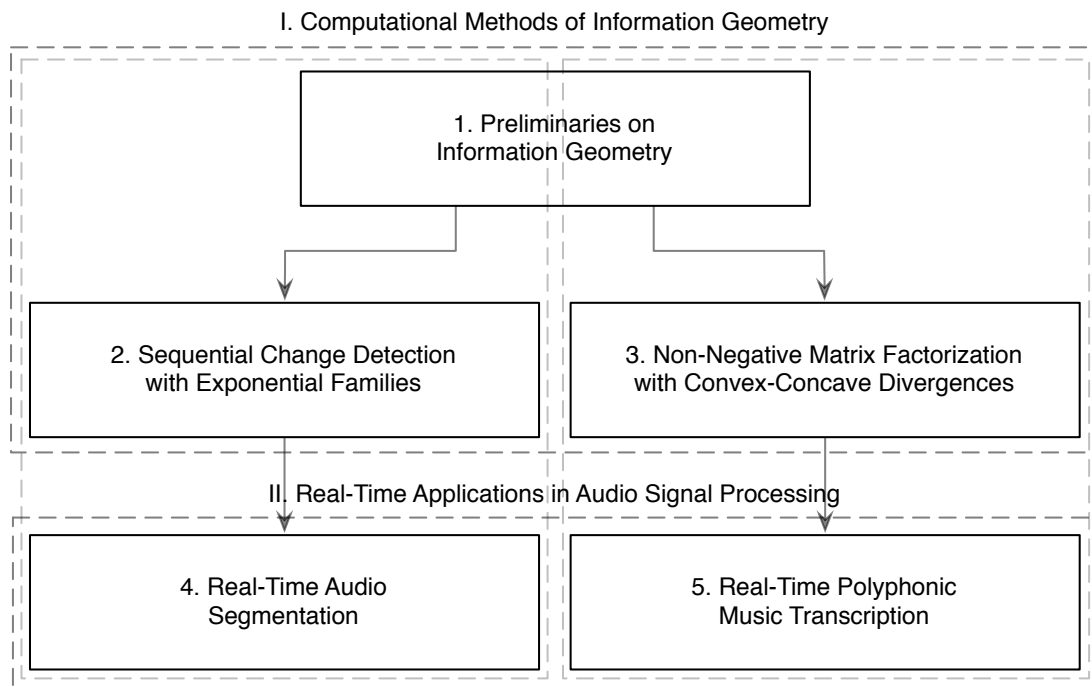 I. Computational Methods of Information Geometry
1. Preliminaries on
Information Geometry
2. Sequential Change Detection
with Exponential Families
3. Non-Negative Matrix Factorization
with Convex-Concave Divergences
II. Real-Time Applications in Audio Signal Processing
4. Real-Time Audio
Segmentation
5. Real-Time Polyphonic
Music Transcription